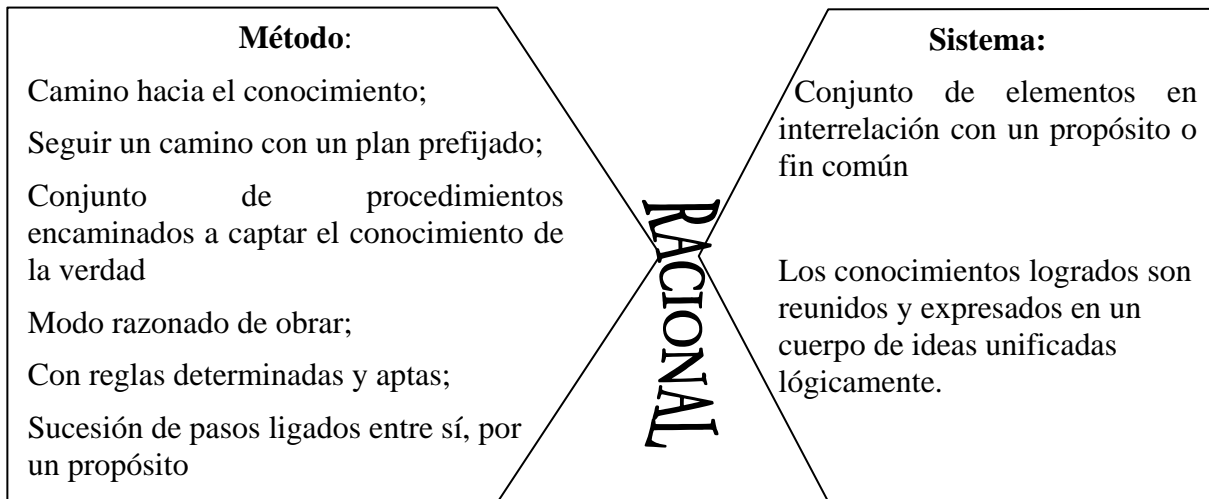 Método:
Camino hacia el conocimiento;
Seguir un camino con un plan prefijado;
Conjunto de procedimientos
encaminados a captar el conocimiento de
la verdad
Modo razonado de obrar;
Con reglas determinadas y aptas;
Sucesión de pasos ligados entre sí, por
un propósito
RACIONAL
Sistema:
Conjunto de elementos en
interrelación con un propósito o
fin común
Los conocimientos logrados son
reunidos y expresados en un
cuerpo de ideas unificadas
lógicamente.